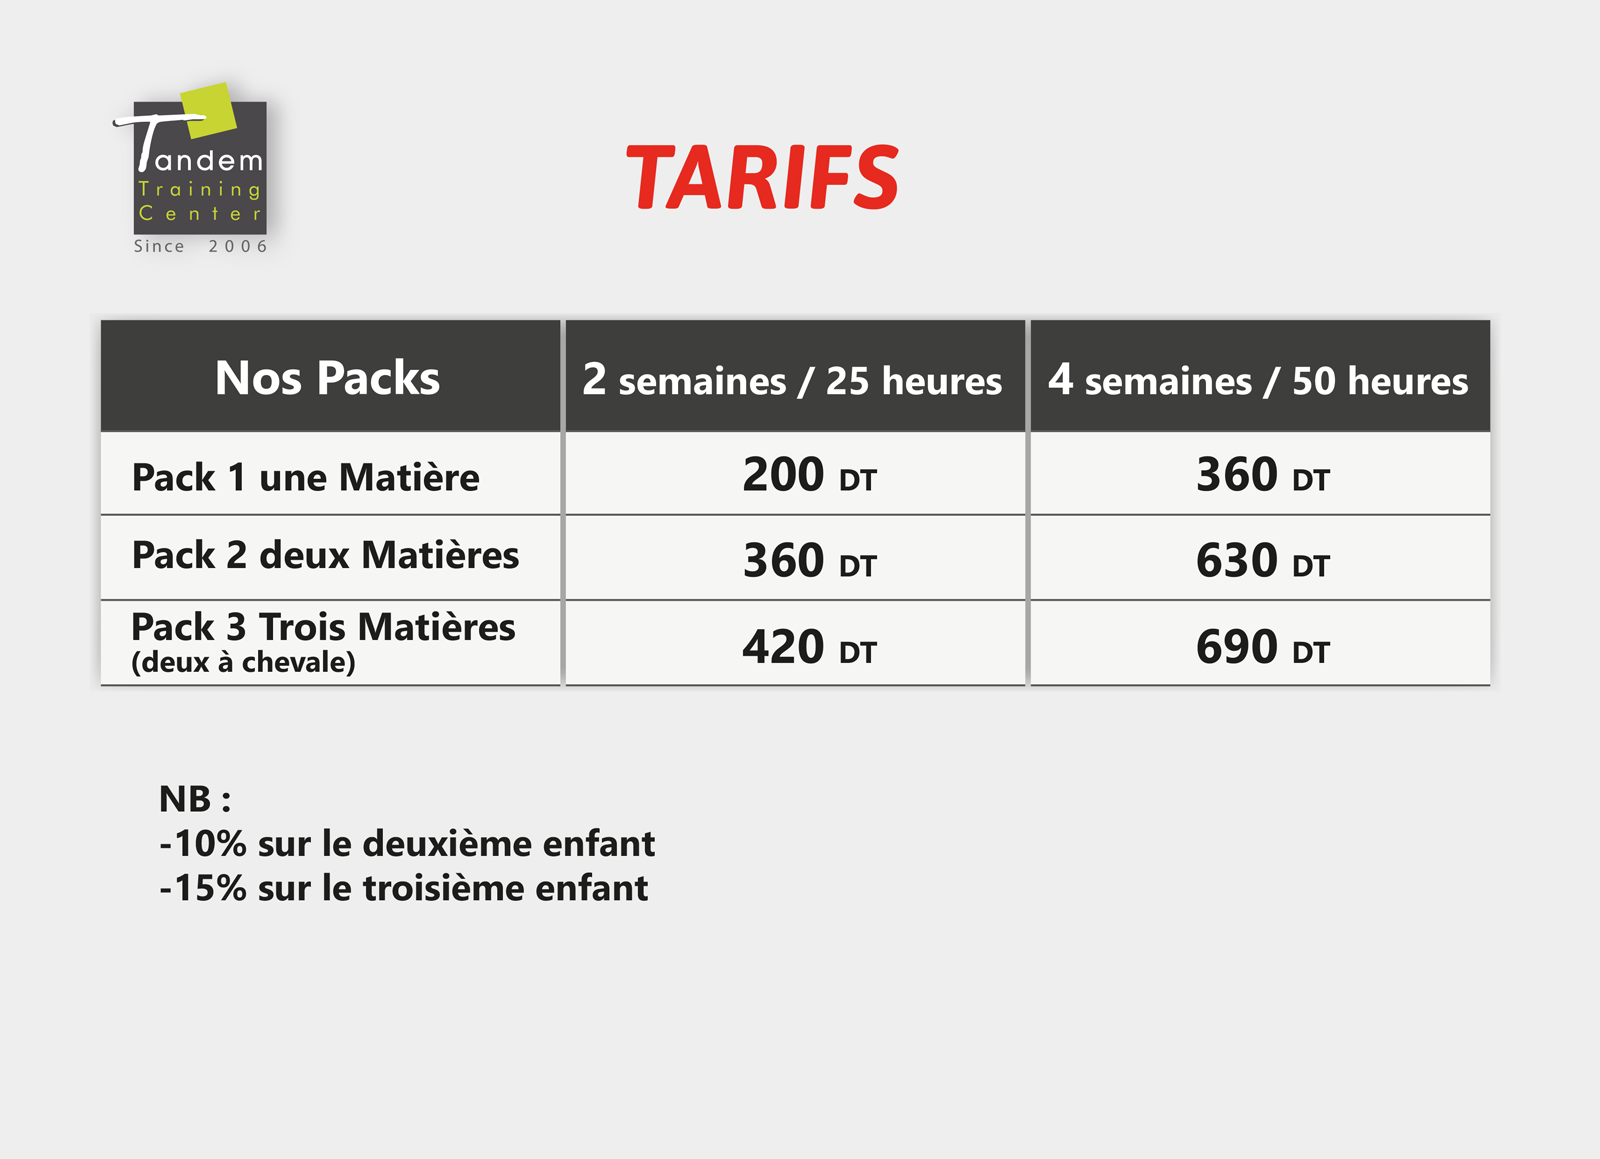 Tandem
Training
Center
Since 2006
TARIFS
Nos Packs 2 semaines / 25 heures 4 semaines / 50 heures
Pack 1 une Matière 200 DT 360 DT
Pack 2 deux Matières 360 DT 630 DT
Pack 3 Trois Matières 420 DT 690 DT
(deux à chevale)
NB :
-10% sur le deuxième enfant
-15% sur le troisième enfant